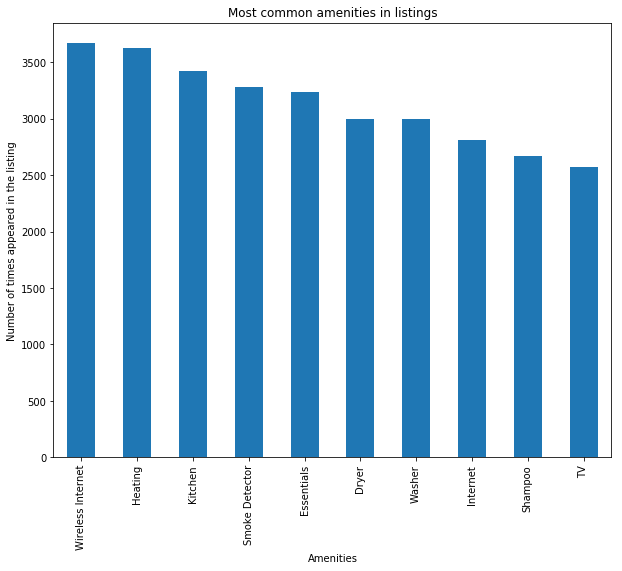 Most common amenities in listings
Number of times appeared in the listing
3500
3000
2500
2000
1500
1000
500
0
Wireless Internet
Heating
Kitchen
Smoke Detector
Essentials
Dryer
Washer
Internet
Shampoo
TV
Amenities